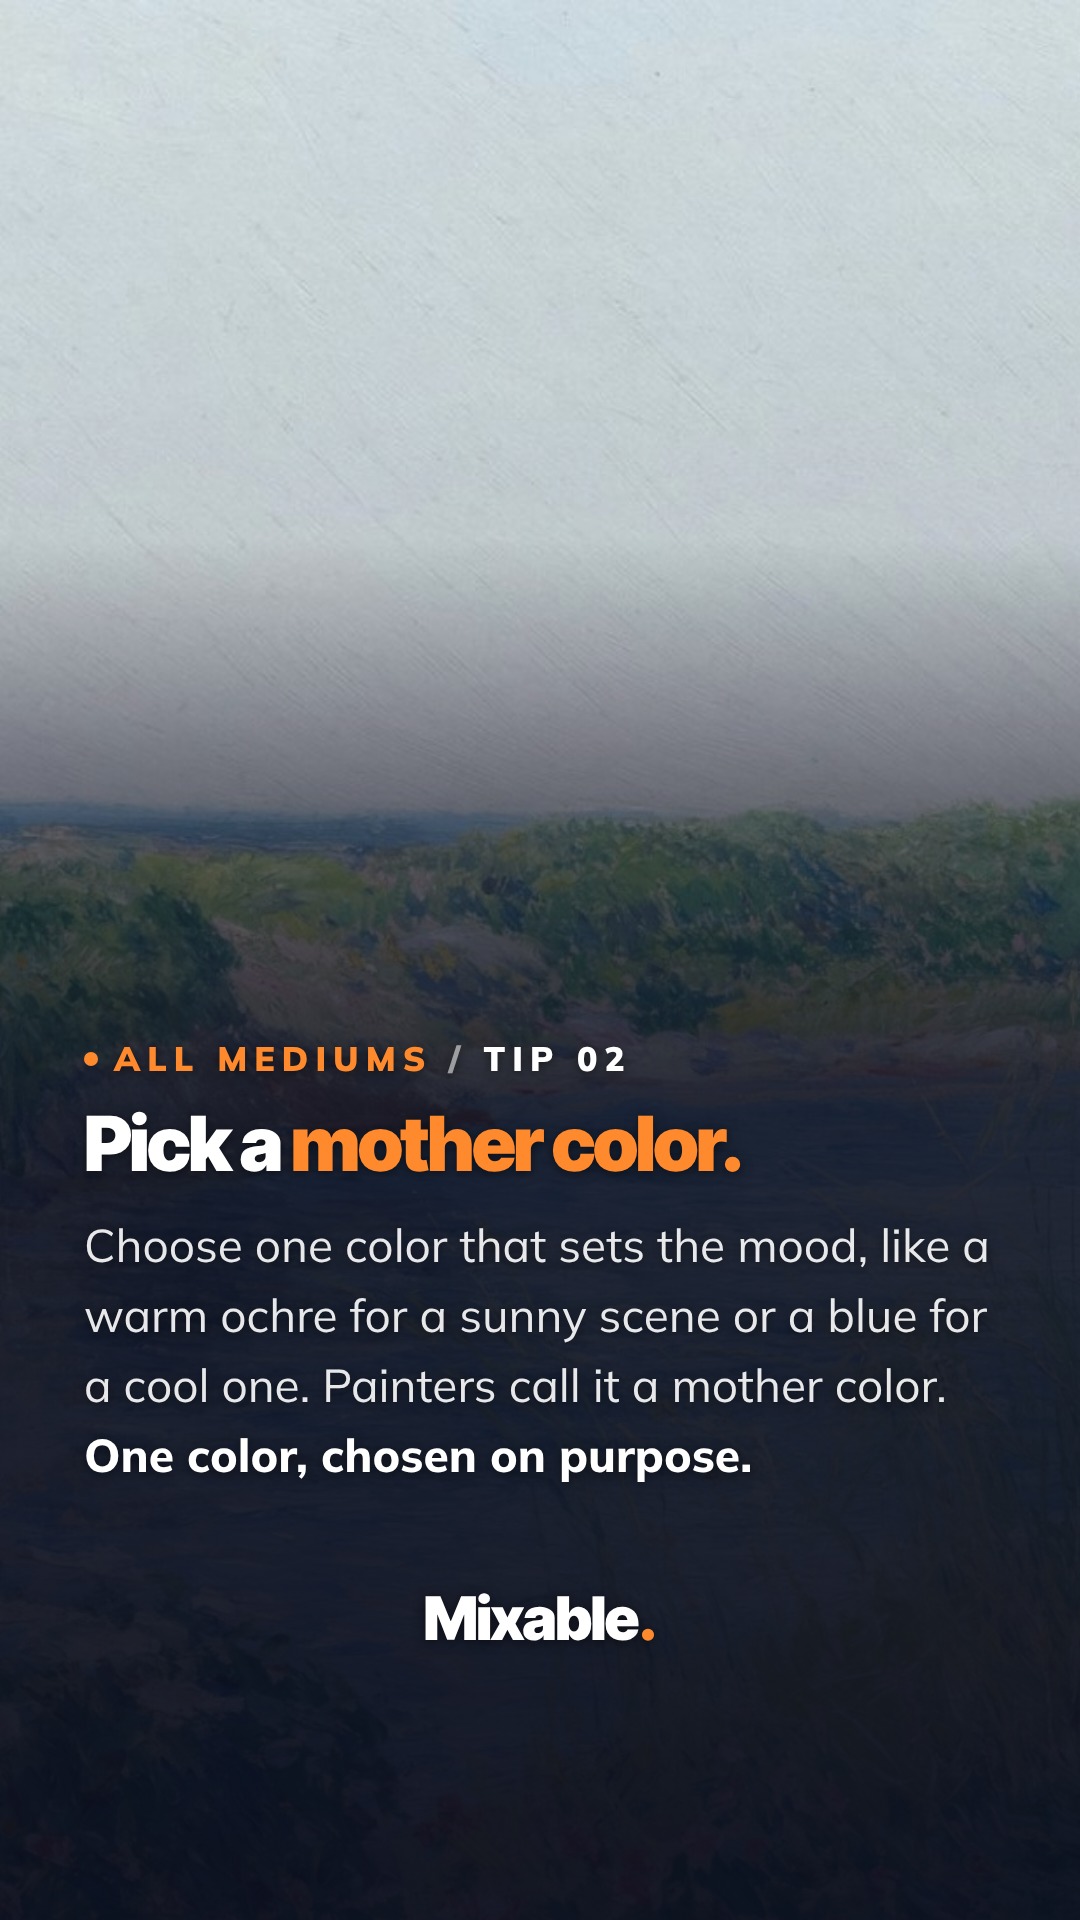 • ALL MEDIUMS / TIP 02
Pick a mother color.
Choose one color that sets the mood, like a
warm ochre for a sunny scene or a blue for
a cool one. Painters call it a mother color.
One color, chosen on purpose.
Mixable.